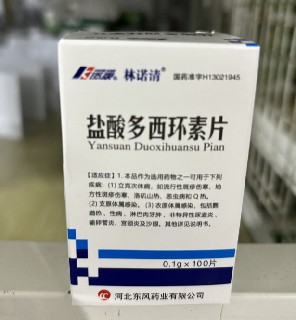 林诺清
国药准字H13021945
盐酸多西环素片
Yansuan Duoxihuansu Pian
【适应症】1.本品作为选用药物之一可用于下列
疾病:(1)立克次体病,如流行性斑疹伤寒、地
方性斑疹伤寒、洛矶山热、恙虫病和Q热。
(2)支原体属感染。(3)衣原体属感染,包括鹦
鹉热、性病、淋巴肉芽肿、非特异性尿道炎、
输卵管炎、宫颈炎及沙眼。其他详见说明书。
0.1g×100片
河北东风药业有限公司